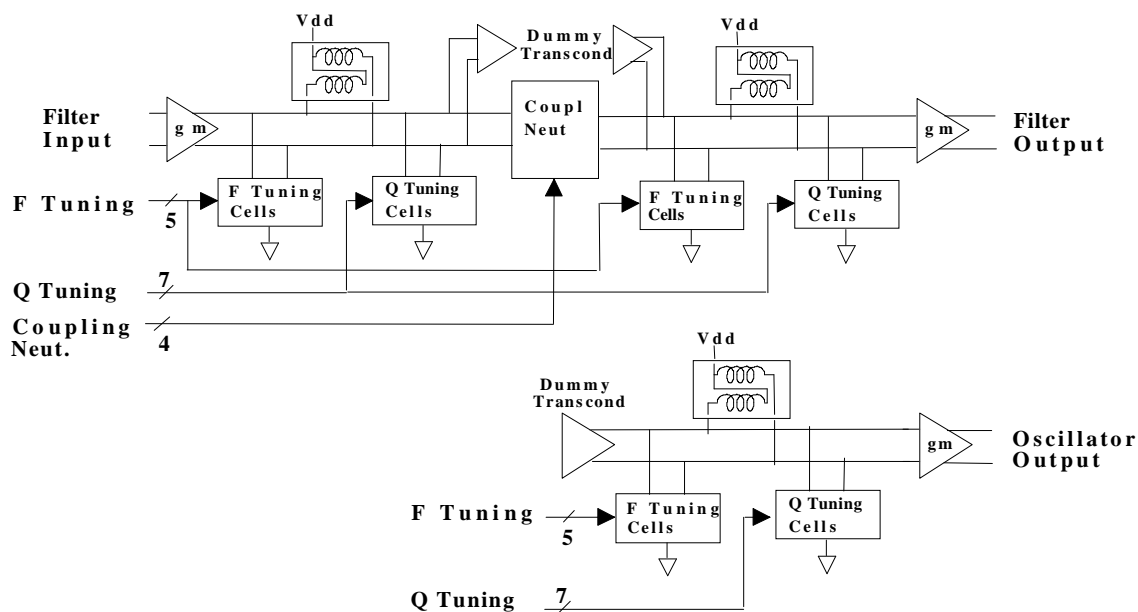 Vdd
Dummy
Transcond
Vdd
Filter
Input
gm
Coupl
Neut
gm
Filter
Output
F Tuning
5
F Tuning
Cells
Q Tuning
Cells
F Tuning
Cells
Q Tuning
Cells
Q Tuning
7
Coupling
Neut.
4
Vdd
Dummy
Transcond
gm
Oscillator
Output
F Tuning
5
F Tuning
Cells
Q Tuning
Cells
Q Tuning
7